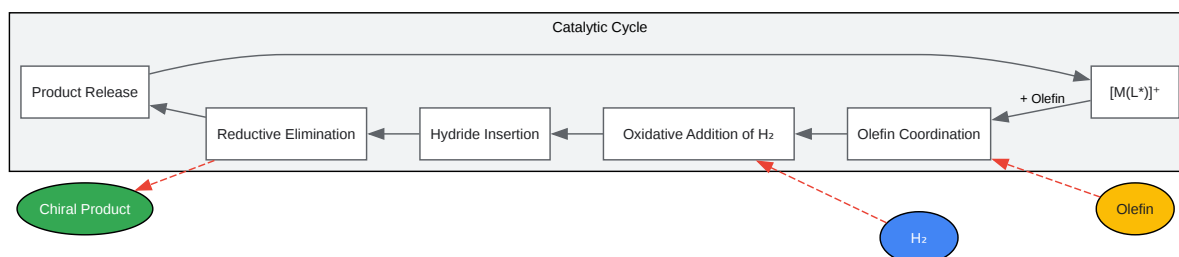 Catalytic Cycle
Product Release
[M(L*)]⁺
+ Olefin
Reductive Elimination
Hydride Insertion
Oxidative Addition of H₂
Olefin Coordination
Chiral Product
Olefin
H₂